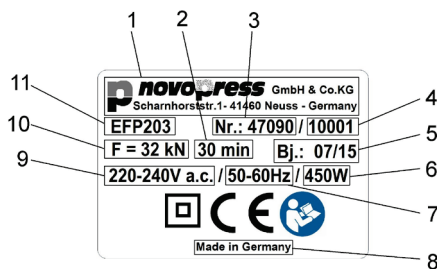 1
2
3
4
5
6
7
8
9
10
11
novopress GmbH & Co.KG
Scharnhorststr.1- 41460 Neuss - Germany
EFP203 Nr.: 47090 / 10001
F = 32 kN 30 min Bj.: 07/15
220-240V a.c. / 50-60Hz / 450W
CE
Made in Germany